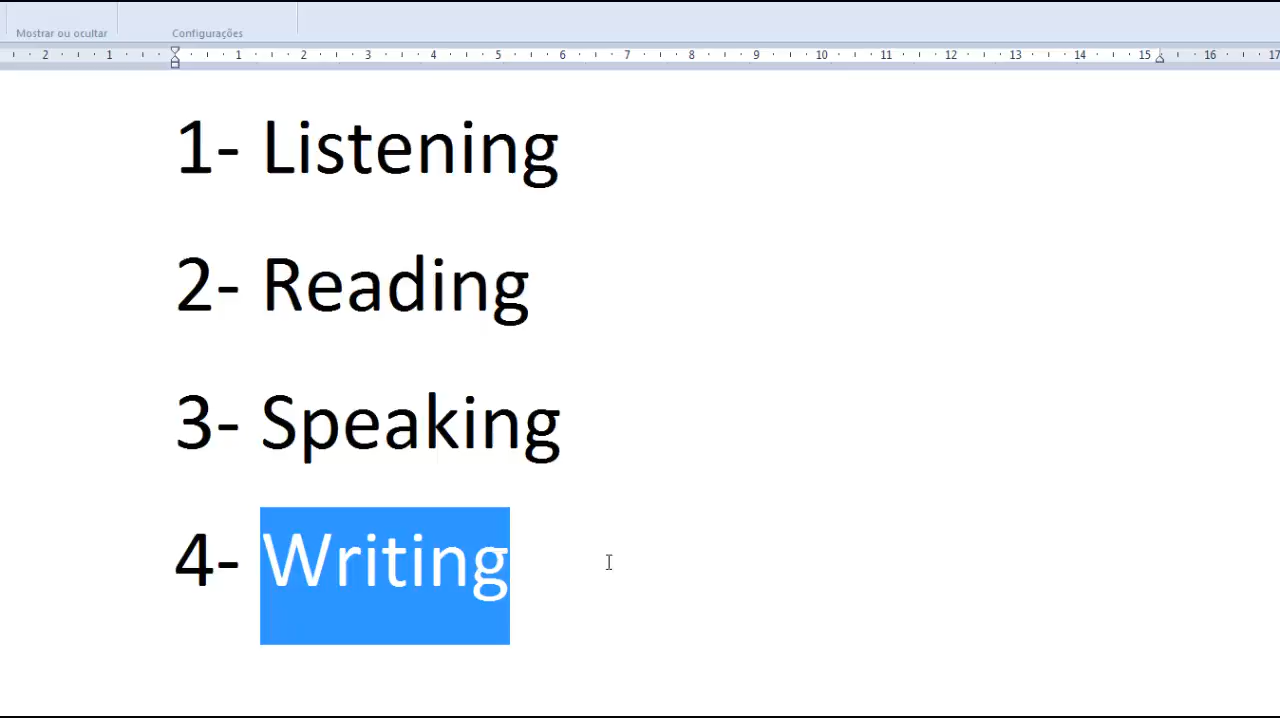 Mostrar ou ocultar Configurações
2 1 1 2 3 4 5 6 7 8 9 10 11 12 13 14 15 16 17
1- Listening
2- Reading
3- Speaking
4- Writing